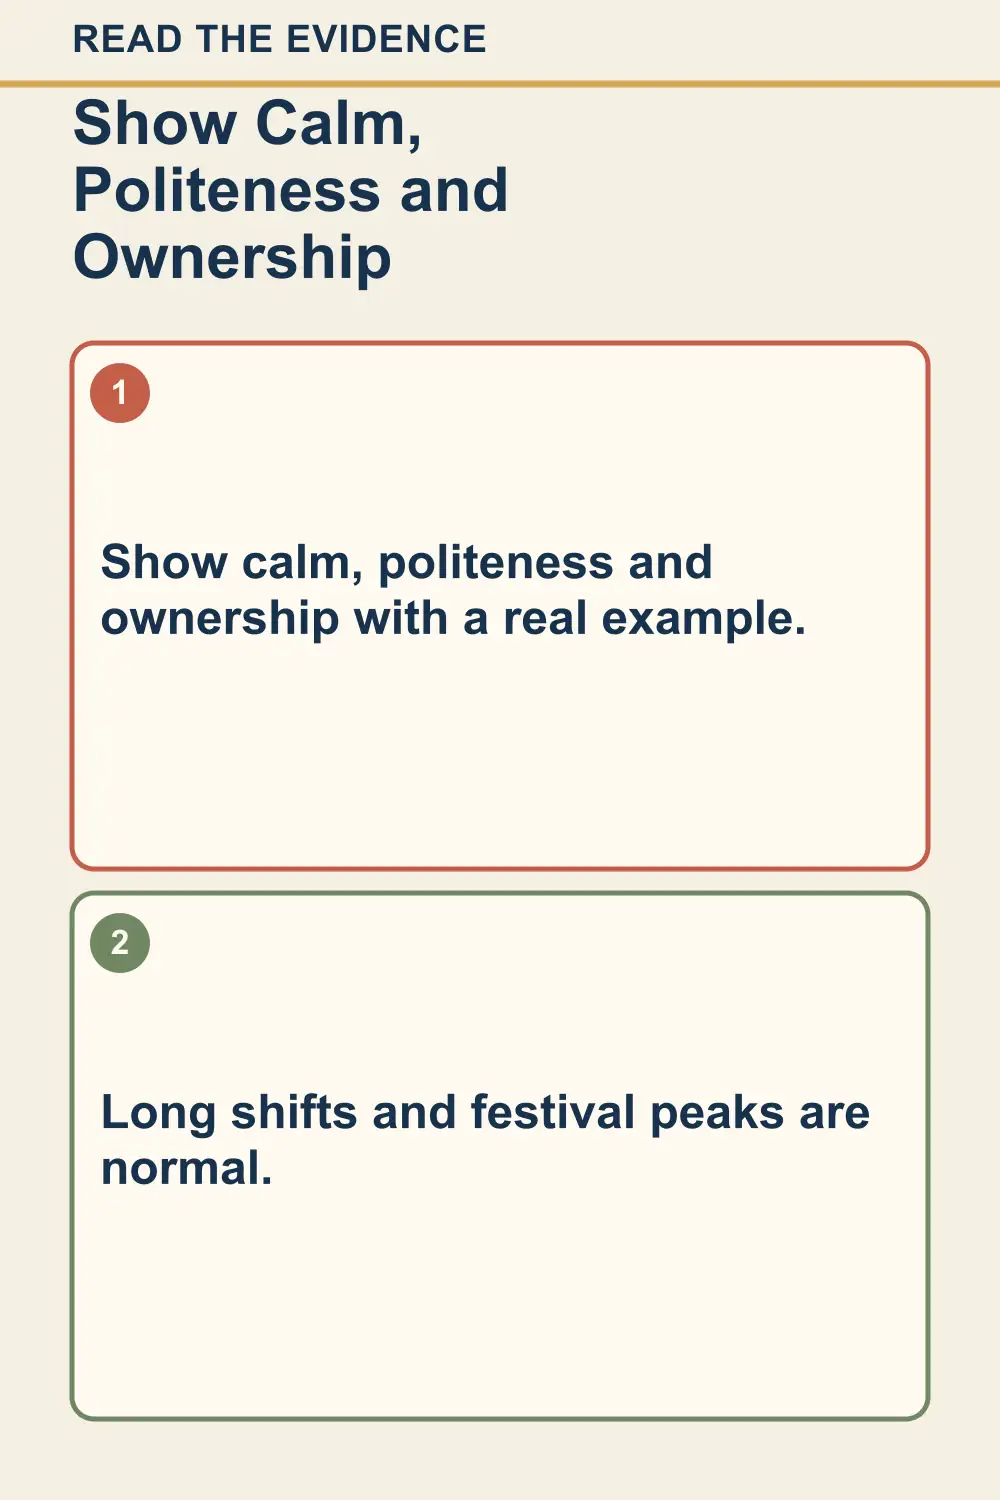 READ THE EVIDENCE
Show Calm,
Politeness and
Ownership
1
Show calm, politeness and
ownership with a real example.
2
Long shifts and festival peaks are
normal.